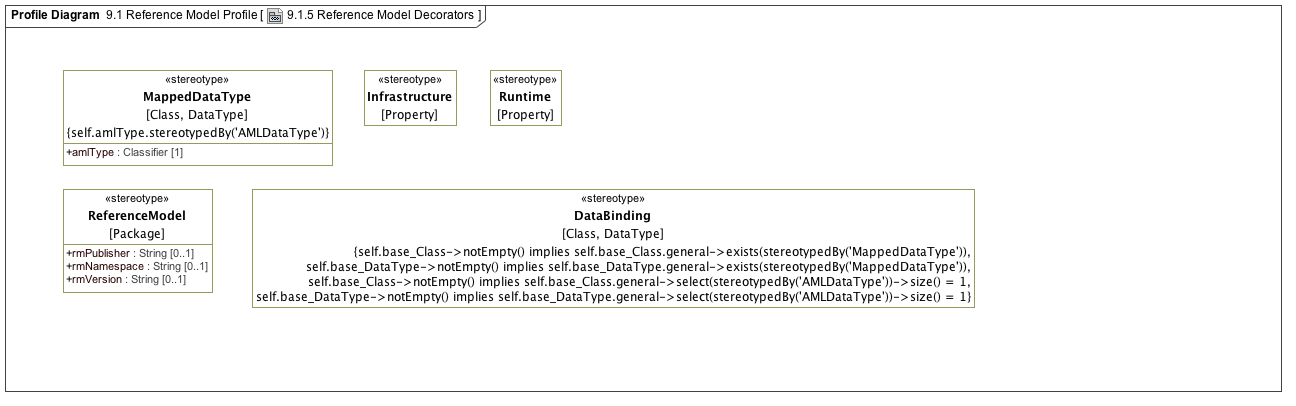 Profile Diagram 9.1 Reference Model Profile [ 9.1.5 Reference Model Decorators ]
«stereotype»
MappedDataType
[Class, DataType]
{self.amlType.stereotypedBy('AMLDataType')}
+amlType : Classifier [1]
«stereotype»
Infrastructure
[Property]
«stereotype»
Runtime
[Property]
«stereotype»
ReferenceModel
[Package]
+rmPublisher : String [0..1]
+rmNamespace : String [0..1]
+rmVersion : String [0..1]
«stereotype»
DataBinding
[Class, DataType]
{self.base_Class->notEmpty() implies self.base_Class.general->exists(stereotypedBy('MappedDataType')),
self.base_DataType->notEmpty() implies self.base_DataType.general->exists(stereotypedBy('MappedDataType')),
self.base_Class->notEmpty() implies self.base_Class.general->select(stereotypedBy('AMLDataType'))->size() = 1,
self.base_DataType->notEmpty() implies self.base_DataType.general->select(stereotypedBy('AMLDataType'))->size() = 1}